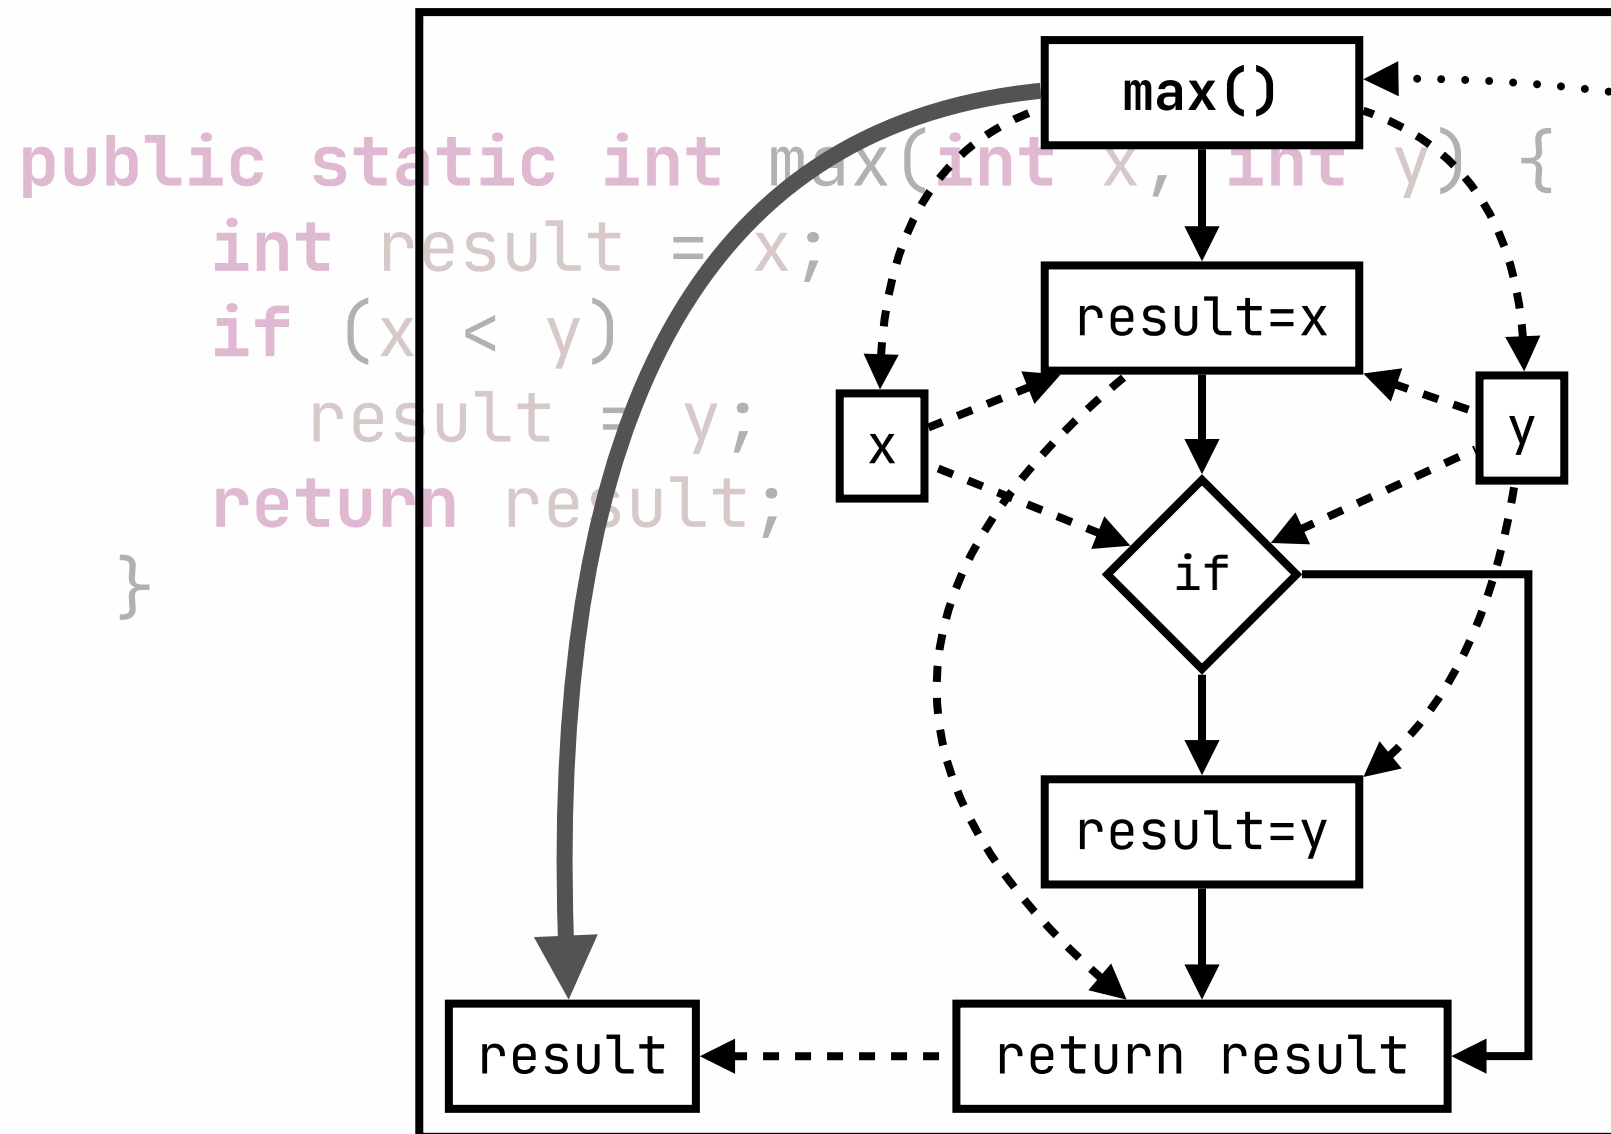 max()
public static int max(int x, int y) {
int result = x;
result=x
if (x < y)
result = y;
x
y
return result;
if
}
result=y
result
return result